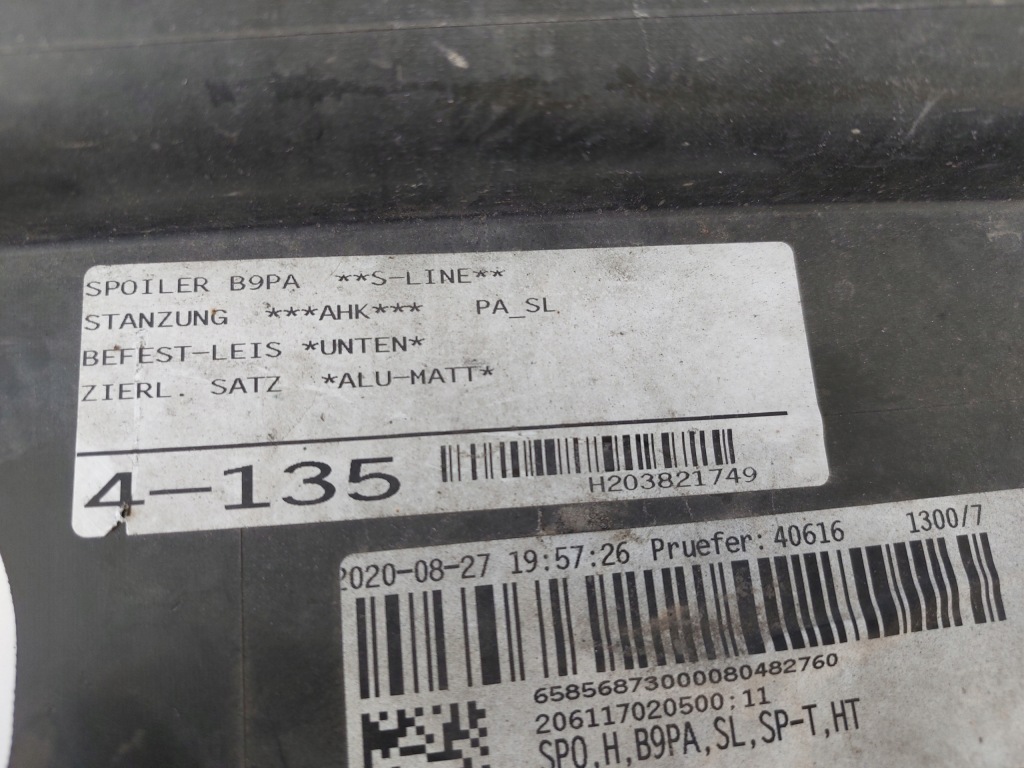 SPOILER B9PA **S-LINE**
STANZUNG ***AHK*** PA_SL
BEFEST-LEIS *UNTEN*
ZIERL. SATZ *ALU-MATT*
4-135
H203821749
2020-08-27 19:57:26 Pruefer: 40616 1300/7
65856873000080482760
206117020500:11
SPO,H,B9PA,SL,SP-T,HT